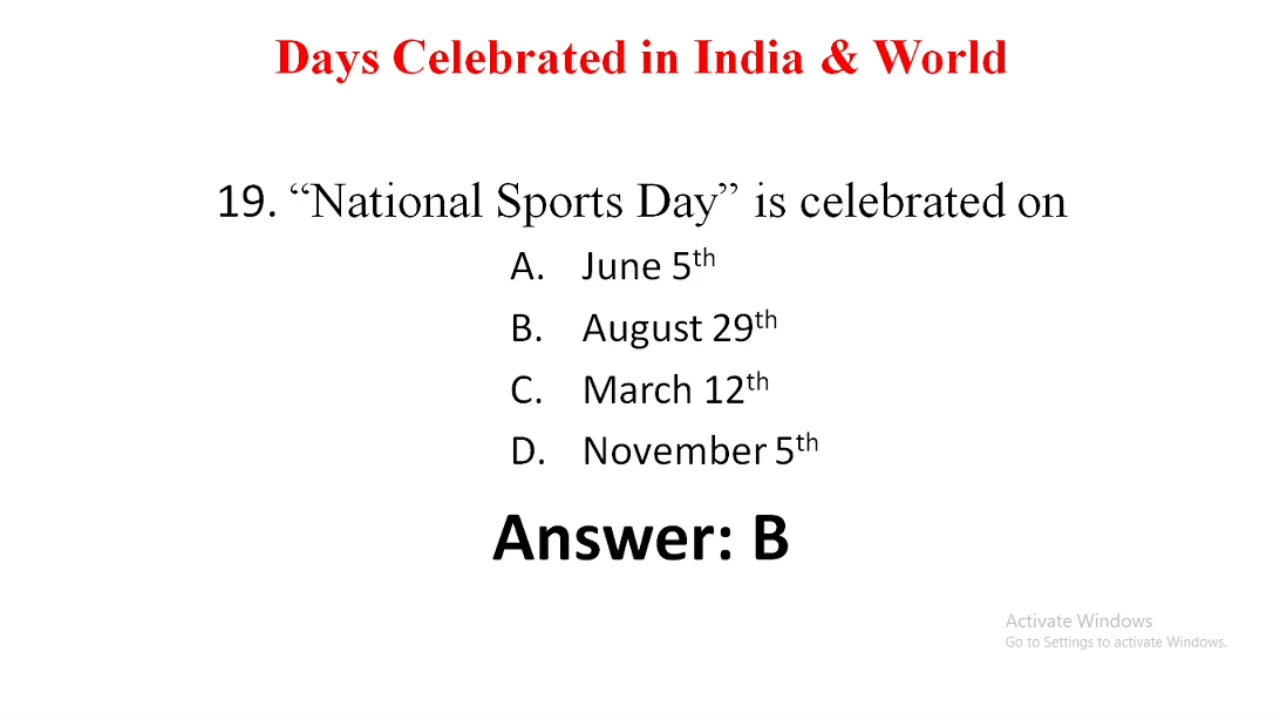 Days Celebrated in India & World
19. “National Sports Day” is celebrated on
A. June 5th
B. August 29th
C. March 12th
D. November 5th
Answer: B
Activate Windows
Go to Settings to activate Windows.